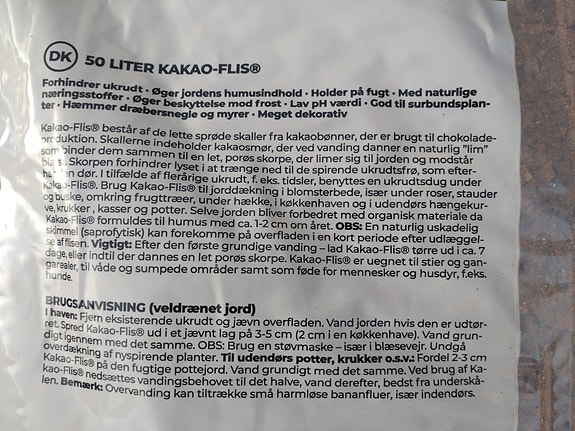 DK 50 LITER KAKAO-FLIS®
Forhindrer ukrudt • Øger jordens humusindhold • Holder på fugt • Med naturlige
næringsstoffer • Øger beskyttelse mod frost • Lav pH værdi • God til surbundsplan-
ter • Hæmmer dræbersnegle og myrer • Meget dekorativ
Kakao-Flis® består af de lette sprøde skaller fra kakaobønner, der er brugt til chokolade-
produktion. Skallerne indeholder kakaosmør, der ved vanding danner en naturlig "lim"
som binder dem sammen til en let, porøs skorpe, der limer sig til jorden og modstår
blæst. Skorpen forhindrer lyset i at trænge ned til de spirende ukrudtsfrø, som efter-
hånden dør. I tilfælde af flerårige ukrudt, f. eks. tidsler, benyttes en ukrudtsdug under
Kakao-Flis®. Brug Kakao-Flis® til jorddækning i blomsterbede, især under roser, stauder
og buske, omkring frugttræer, under hække, i køkkenhaven og i udendørs hængekur-
ve, krukker , kasser og potter. Selve jorden bliver forbedret med organisk materiale da
Kakao-Flis® formuldes til humus med ca. 1-2 cm om året. OBS: En naturlig uskadelig
skimmel (saprofytisk) kan forekomme på overfladen i en kort periode efter udlæggel-
se af flisen. Vigtigt: Efter den første grundige vanding – lad Kakao-Flis® tørre ud i ca. 7
dage, eller indtil der dannes en let porøs skorpe. Kakao-Flis® er uegnet til stier og gan-
garealer, til våde og sumpede områder samt som føde for mennesker og husdyr, f.eks.
hunde.
BRUGSANVISNING (veldrænet jord)
I haven: Fjern eksisterende ukrudt og jævn overfladen. Vand jorden hvis den er udtør-
ret. Spred Kakao-Flis® ud i et jævnt lag på 3-5 cm (2 cm i en køkkenhave). Vand grun-
digt igennem med det samme. OBS: Brug en støvmaske – især i blæsevejr. Undgå
overdækning af nyspirende planter. Til udendørs potter, krukker o.s.v.: Fordel 2-3 cm
Kakao-Flis® på den fugtige pottejord. Vand grundigt med det samme. Ved brug af Ka-
kao-Flis® nedsættes vandingsbehovet til det halve, vand derefter, bedst fra underskå-
len. Bemærk: Overvanding kan tiltrække små harmløse bananfluer, især indendørs.